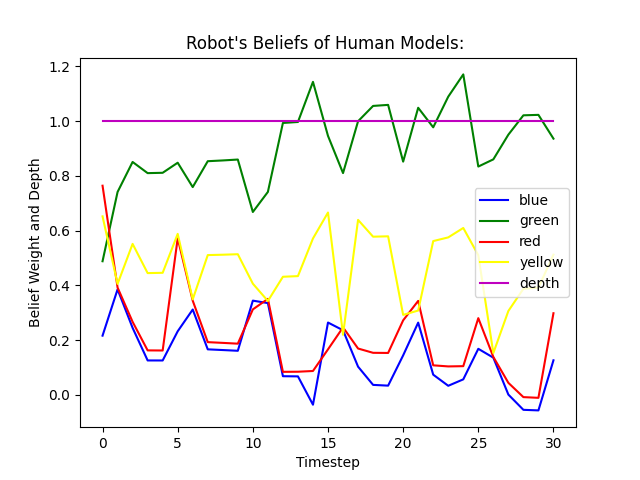 Robot's Beliefs of Human Models:
Belief Weight and Depth
1.2
1.0
0.8
0.6
0.4
0.2
0.0
blue
green
red
yellow
depth
0 5 10 15 20 25 30
Timestep